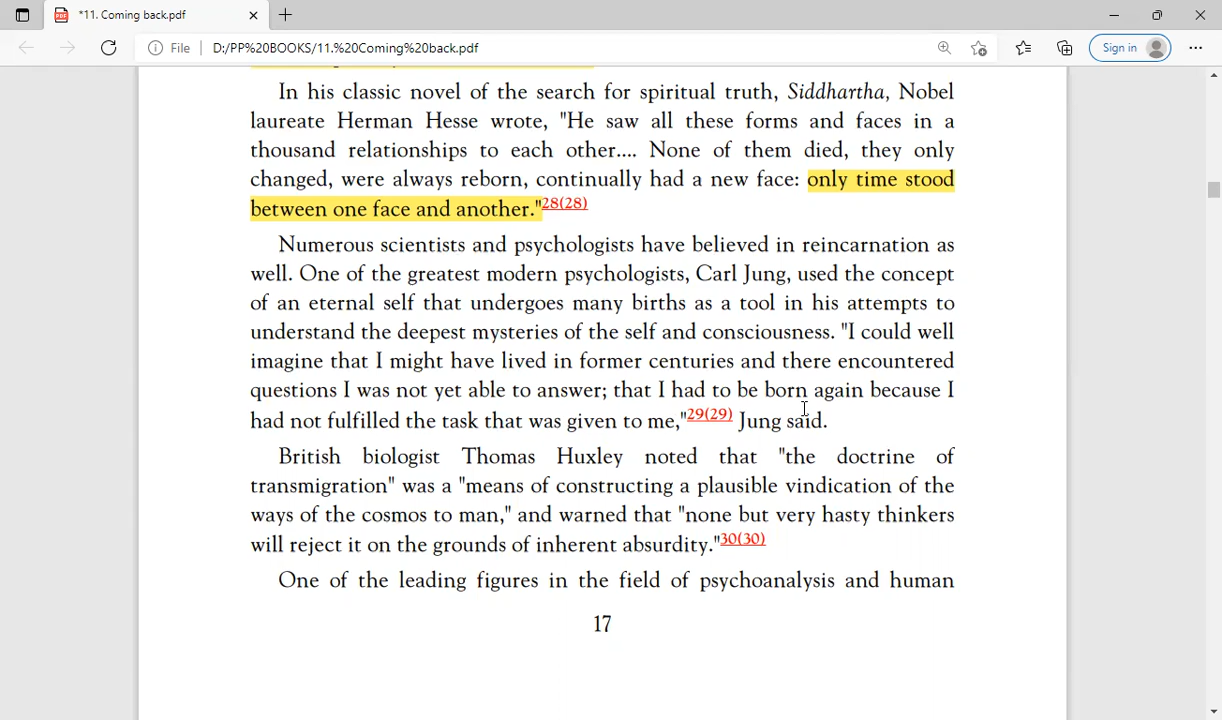 *11. Coming back.pdf
File
D:/PP%20BOOKS/11.%20Coming%20back.pdf
Sign in
In his classic novel of the search for spiritual truth, Siddhartha, Nobel
laureate Herman Hesse wrote, "He saw all these forms and faces in a
thousand relationships to each other.... None of them died, they only
changed, were always reborn, continually had a new face: only time stood
between one face and another."28(28)
Numerous scientists and psychologists have believed in reincarnation as
well. One of the greatest modern psychologists, Carl Jung, used the concept
of an eternal self that undergoes many births as a tool in his attempts to
understand the deepest mysteries of the self and consciousness. "I could well
imagine that I might have lived in former centuries and there encountered
questions I was not yet able to answer; that I had to be born again because I
had not fulfilled the task that was given to me,"29(29) Jung said.
British biologist Thomas Huxley noted that "the doctrine of
transmigration" was a "means of constructing a plausible vindication of the
ways of the cosmos to man," and warned that "none but very hasty thinkers
will reject it on the grounds of inherent absurdity."30(30)
One of the leading figures in the field of psychoanalysis and human
17